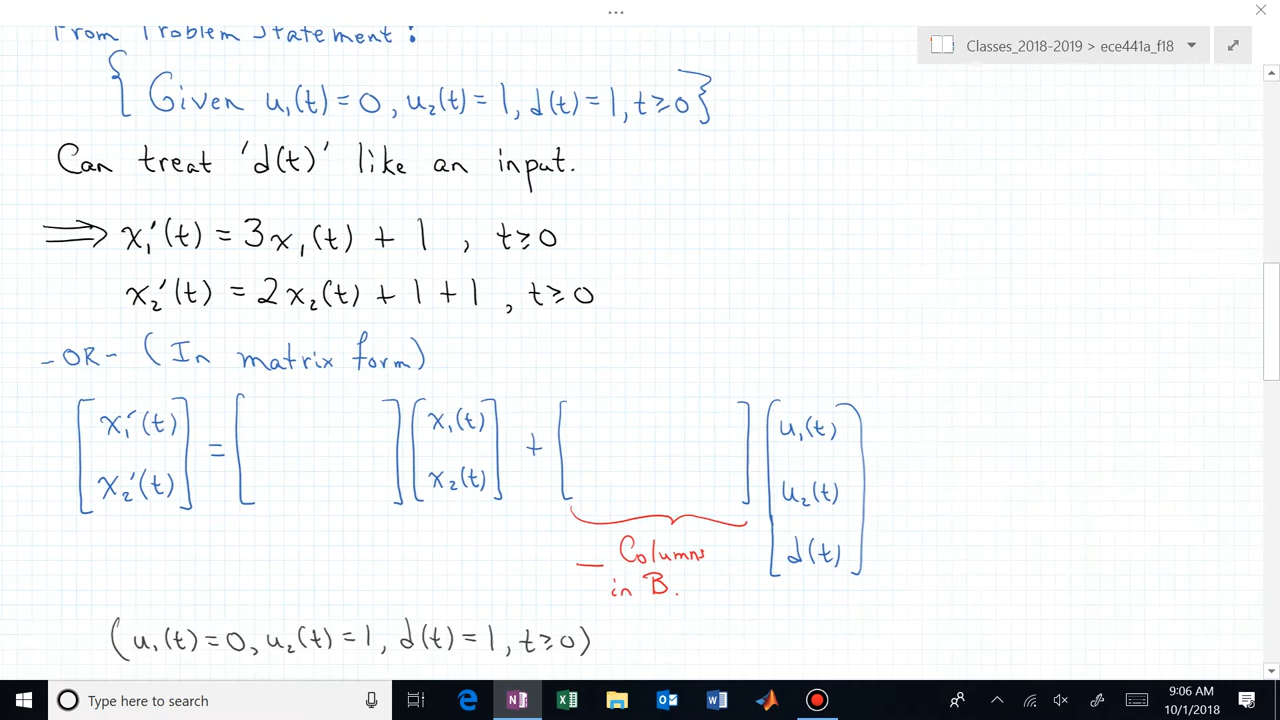 ...
From Problem Statement:
Classes_2018-2019 > ece441a_f18
{Given u₁(t)=0, u₂(t)=1, d(t)=1, t≥0}
Can treat 'd(t)' like an input.
⟹ x₁'(t) = 3x₁(t) + 1 , t≥0
x₂'(t) = 2x₂(t) + 1 + 1 , t≥0
-OR- (In matrix form)
[x₁'(t) = [ ] [x₁(t) + [ ] [u₁(t)
x₂'(t)] x₂(t)] u₂(t)
d(t)]
_ Columns
in B.
(u₁(t)=0, u₂(t)=1, d(t)=1, t≥0)
Type here to search
9:06 AM
10/1/2018